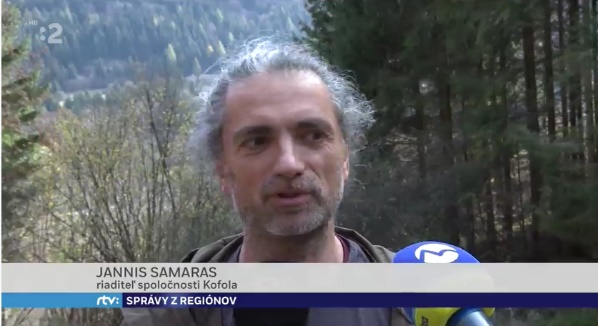 :2
JANNIS SAMARAS
riaditeľ spoločnosti Kofola
rtv: SPRÁVY Z REGIÓNOV